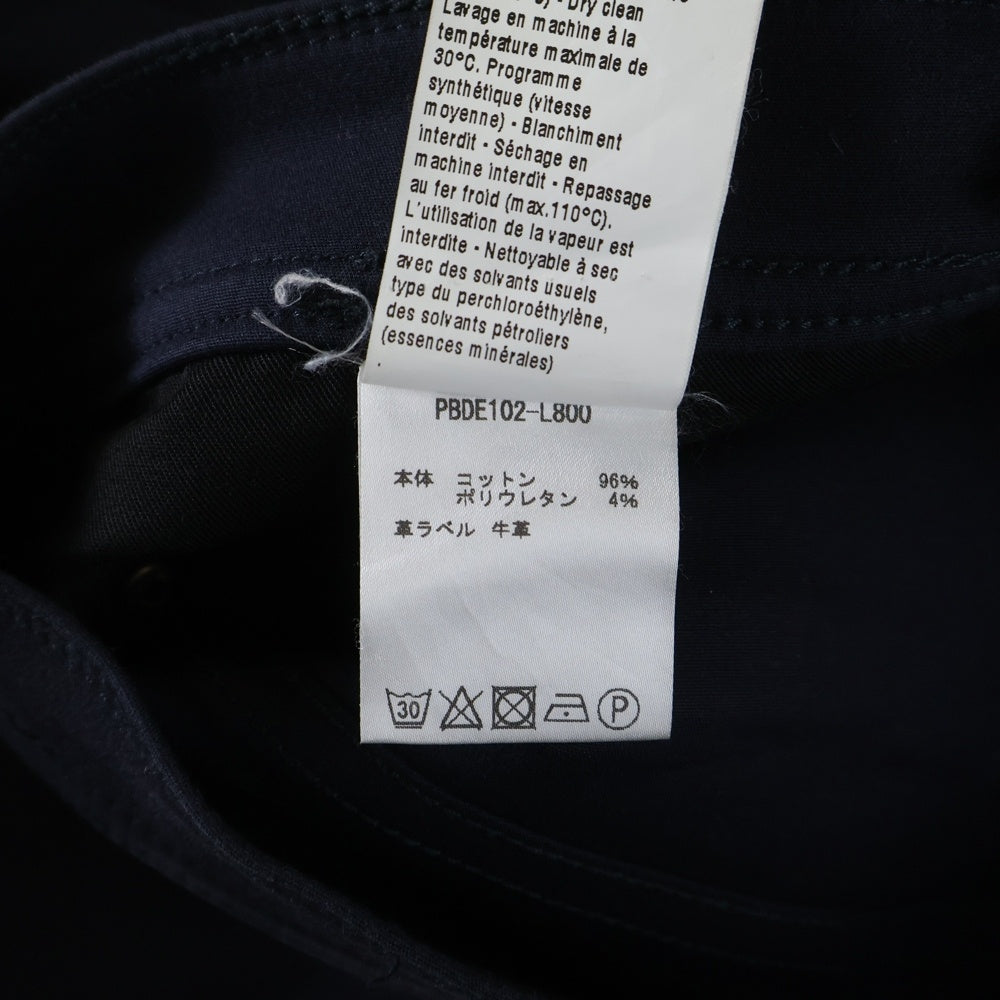 - Dry clean
Lavage en machine à la
température maximale de
30°C. Programme
synthétique (vitesse
moyenne) - Blanchiment
interdit - Séchage en
machine interdit - Repassage
au fer froid (max.110°C).
L'utilisation de la vapeur est
interdite - Nettoyable à sec
avec des solvants usuels
type du perchloroéthylène,
des solvants pétroliers
(essences minérales)
.
PBDE102-L800
本体 コットン 96%
ポリウレタン 4%
革ラベル 牛革
30 P